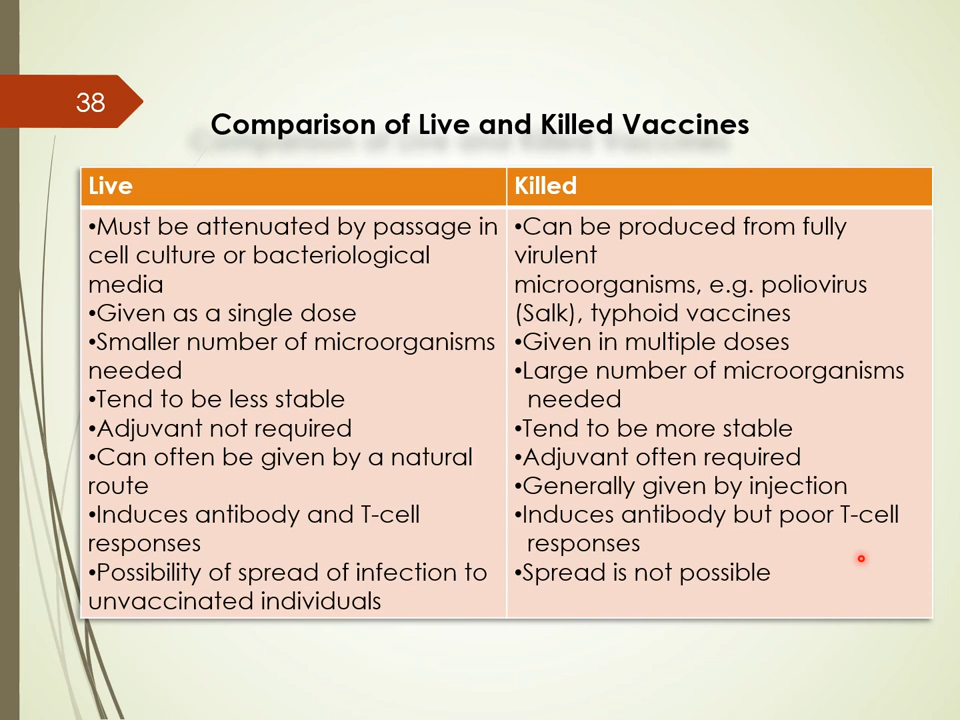 38
Comparison of Live and Killed Vaccines
Live
•Must be attenuated by passage in
cell culture or bacteriological
media
•Given as a single dose
•Smaller number of microorganisms
needed
•Tend to be less stable
•Adjuvant not required
•Can often be given by a natural
route
•Induces antibody and T-cell
responses
•Possibility of spread of infection to
unvaccinated individuals
Killed
•Can be produced from fully
virulent
microorganisms, e.g. poliovirus
(Salk), typhoid vaccines
•Given in multiple doses
•Large number of microorganisms
needed
•Tend to be more stable
•Adjuvant often required
•Generally given by injection
•Induces antibody but poor T-cell
responses
•Spread is not possible